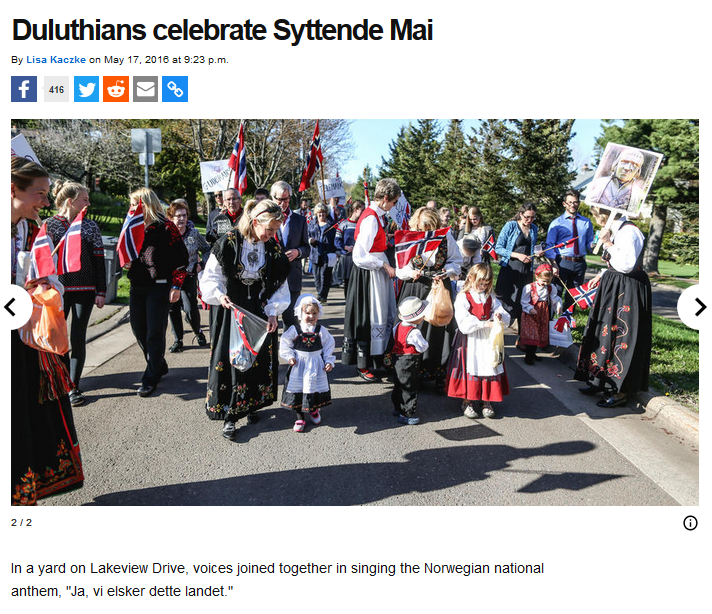 Duluthians celebrate Syttende Mai
By Lisa Kaczke on May 17, 2016 at 9:23 p.m.
416
2 / 2
In a yard on Lakeview Drive, voices joined together in singing the Norwegian national
anthem, "Ja, vi elsker dette landet."